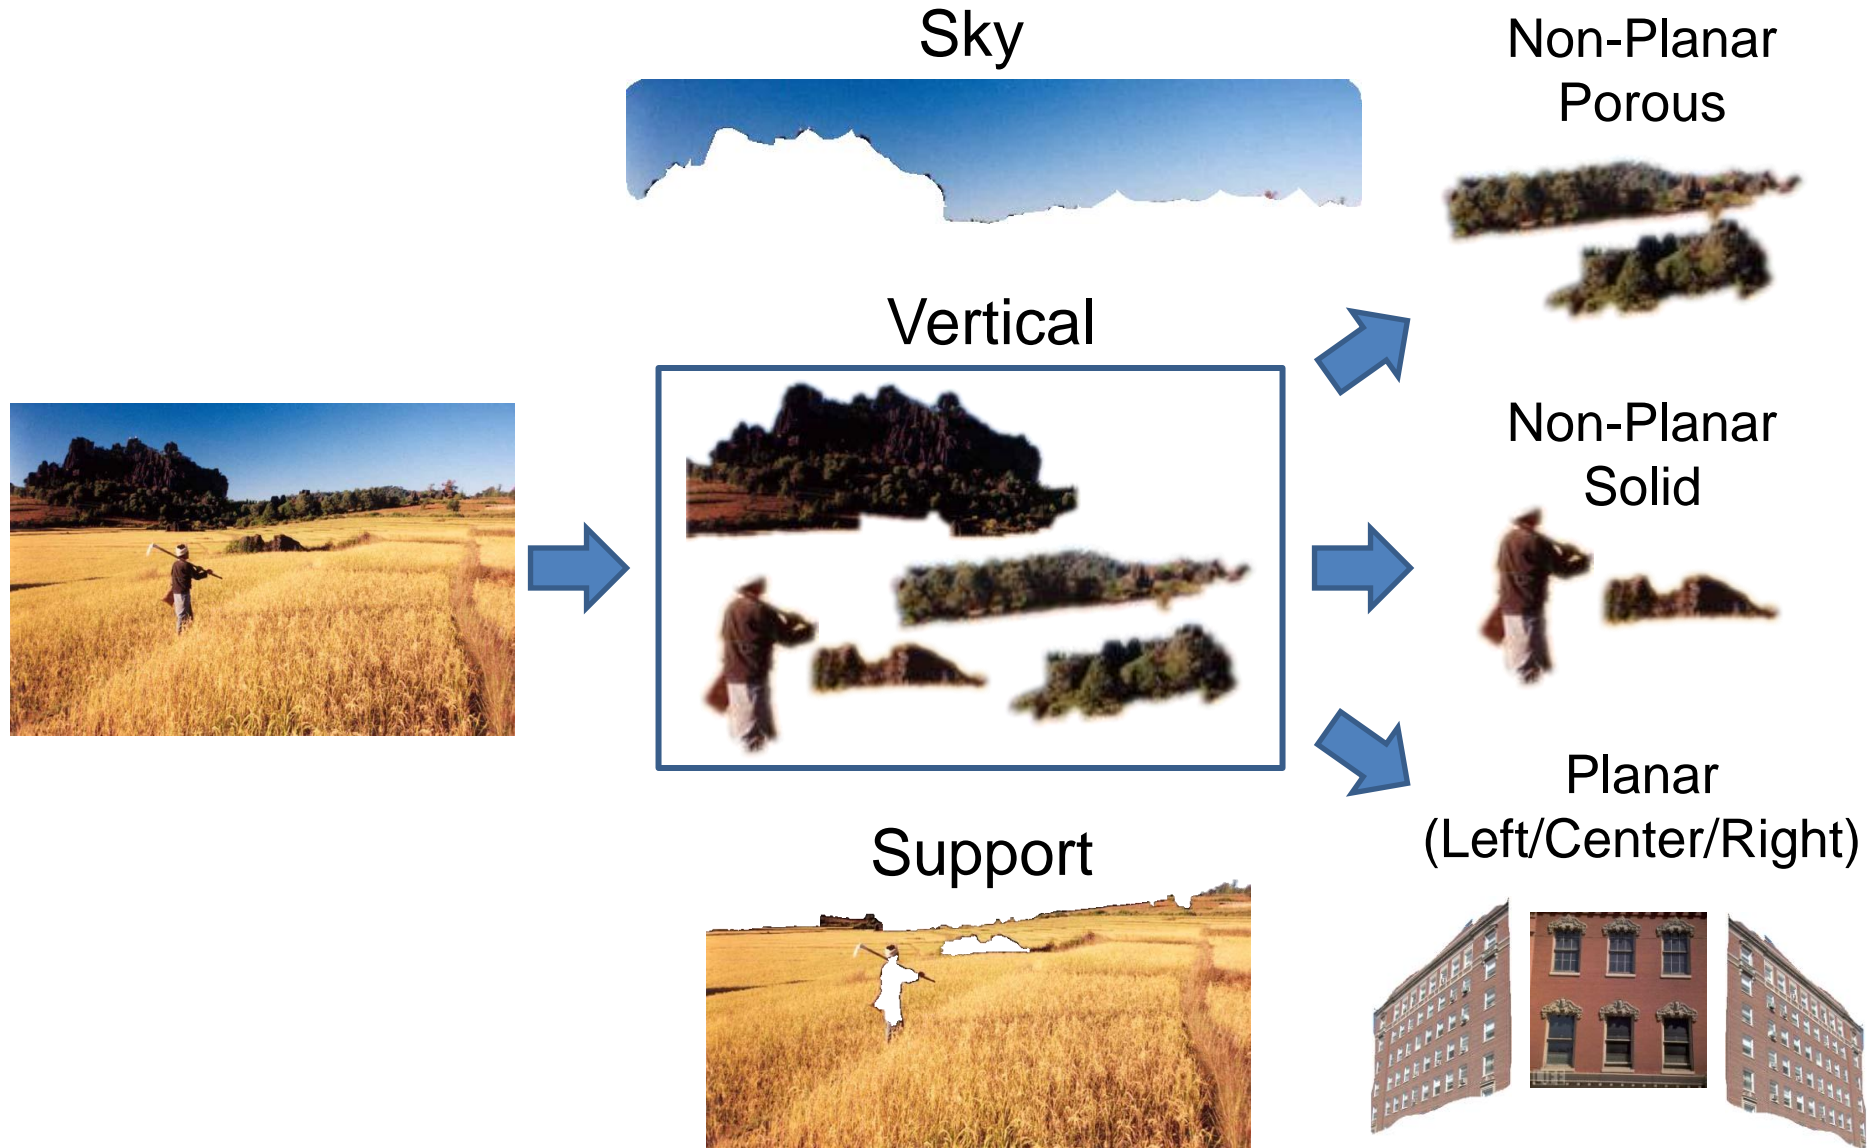 Sky
Non-Planar
Porous
Vertical
Non-Planar
Solid
Planar
(Left/Center/Right)
Support